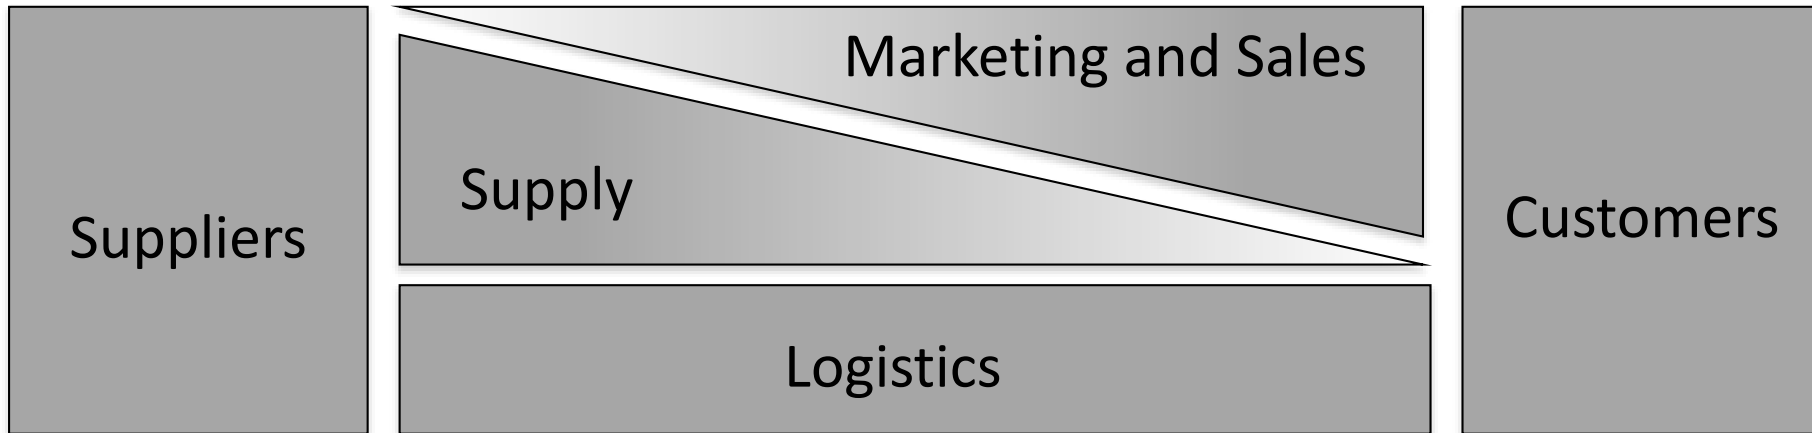 Marketing and Sales
Supply
Suppliers
Customers
Logistics